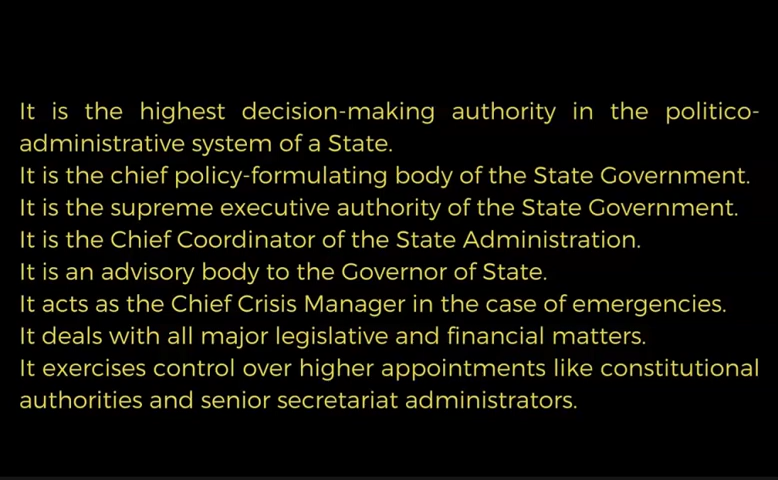 It is the highest decision-making authority in the politico-
administrative system of a State.
It is the chief policy-formulating body of the State Government.
It is the supreme executive authority of the State Government.
It is the Chief Coordinator of the State Administration.
It is an advisory body to the Governor of State.
It acts as the Chief Crisis Manager in the case of emergencies.
It deals with all major legislative and financial matters.
It exercises control over higher appointments like constitutional
authorities and senior secretariat administrators.